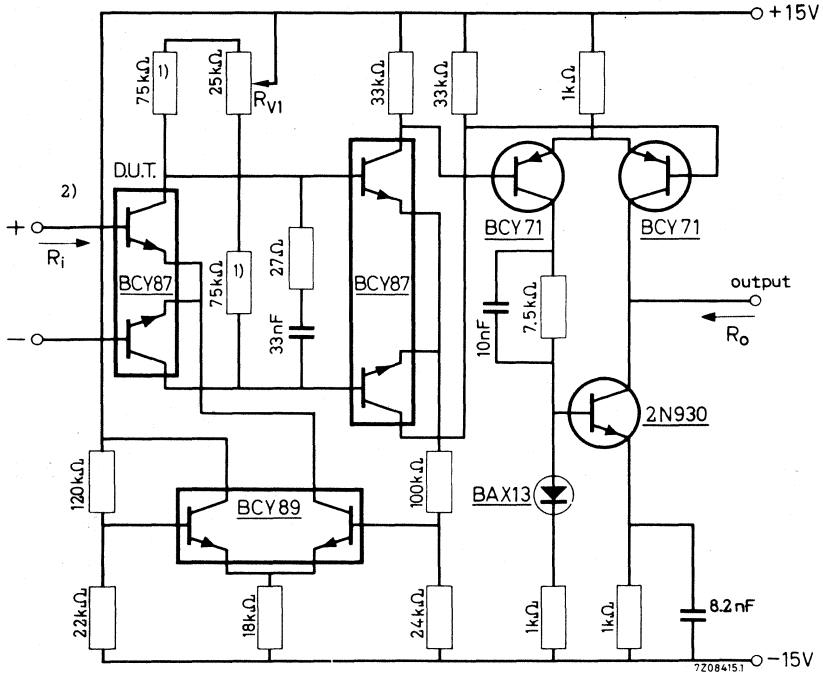 +15V
75kΩ 1)
25kΩ
RV1
33kΩ
33kΩ
1kΩ
D.U.T.
2)
+
Ri
BCY87
75kΩ 1)
27Ω
33nF
BCY87
BCY71
BCY71
10nF
7.5kΩ
output
Ro
−
2N930
120kΩ
BCY89
100kΩ
BAX13
22kΩ
18kΩ
24kΩ
1kΩ
1kΩ
8.2nF
−15V
7Z08415.1